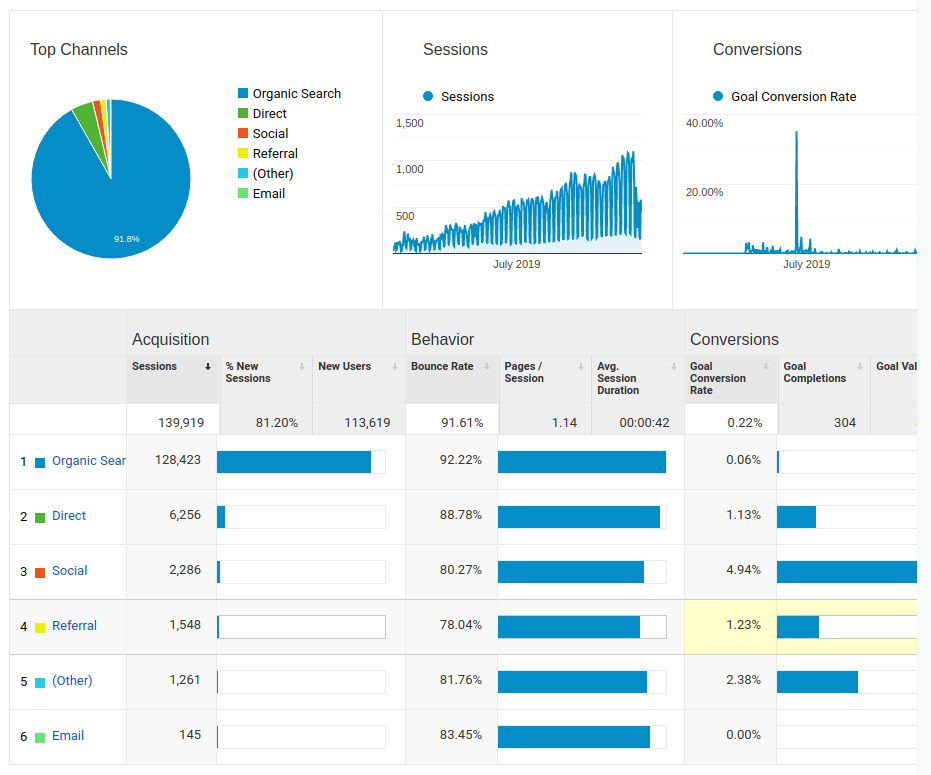 Top Channels
Organic Search
Direct
Social
Referral
(Other)
Email
91.8%
Sessions
Sessions
1,500
1,000
500
July 2019
Conversions
Goal Conversion Rate
40.00%
20.00%
July 2019
Acquisition Behavior Conversions
Sessions % New Sessions New Users Bounce Rate Pages / Session Avg. Session Duration Goal Conversion Rate Goal Completions Goal Val
139,919 81.20% 113,619 91.61% 1.14 00:00:42 0.22% 304
1 Organic Sear 128,423 92.22% 0.06%
2 Direct 6,256 88.78% 1.13%
3 Social 2,286 80.27% 4.94%
4 Referral 1,548 78.04% 1.23%
5 (Other) 1,261 81.76% 2.38%
6 Email 145 83.45% 0.00%